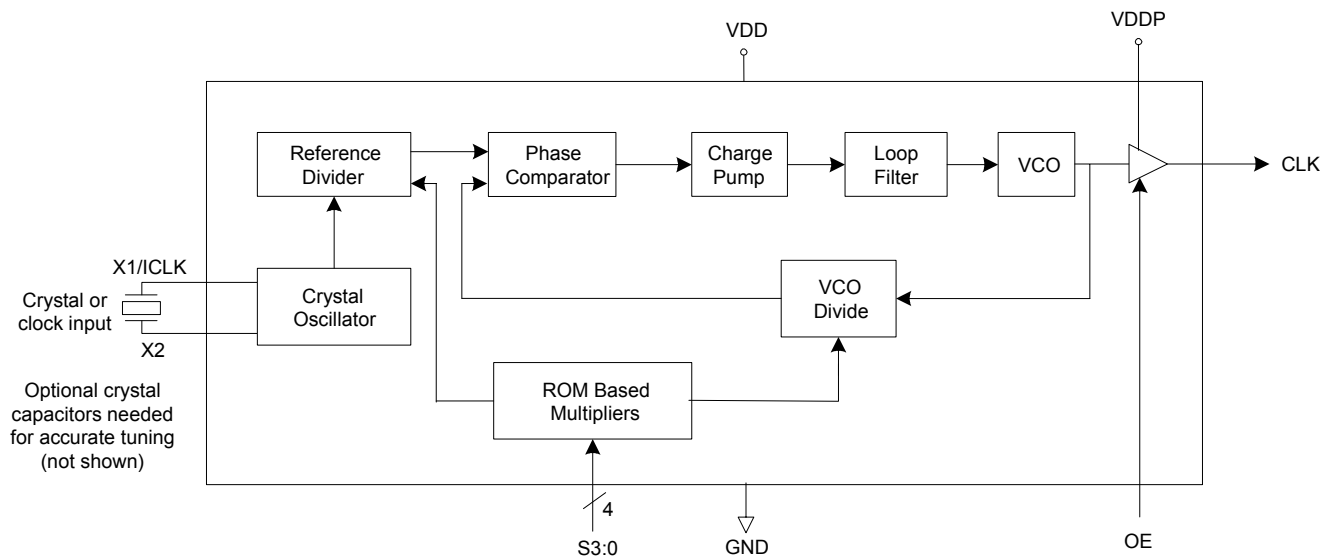 VDD
VDDP
Reference
Divider
Phase
Comparator
Charge
Pump
Loop
Filter
VCO
CLK
X1/ICLK
Crystal or
clock input
X2
Crystal
Oscillator
VCO
Divide
Optional crystal
capacitors needed
for accurate tuning
(not shown)
ROM Based
Multipliers
4
S3:0
GND
OE